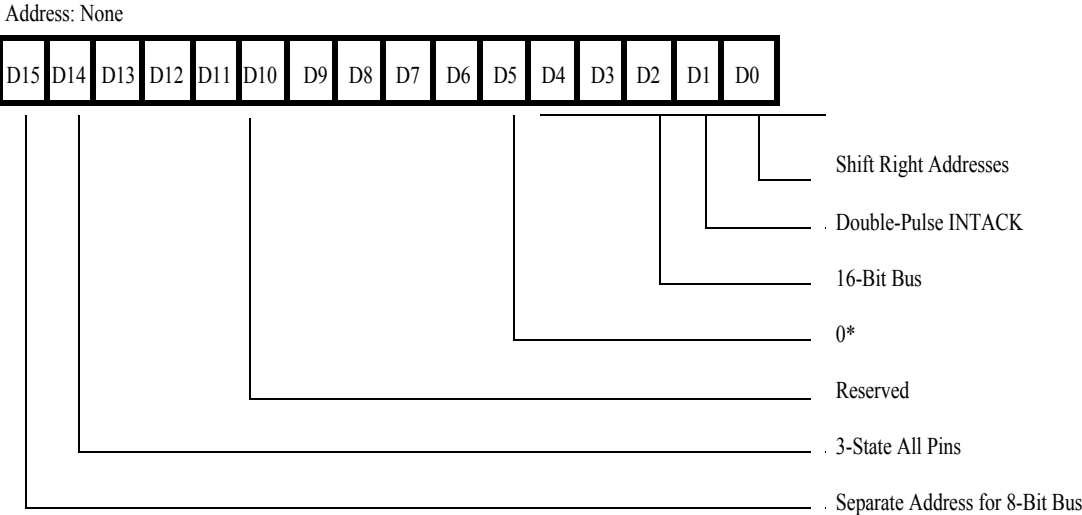 Address: None
D15 D14 D13 D12 D11 D10 D9 D8 D7 D6 D5 D4 D3 D2 D1 D0
Shift Right Addresses
Double-Pulse INTACK
16-Bit Bus
0*
Reserved
3-State All Pins
Separate Address for 8-Bit Bus